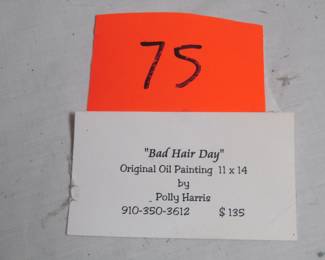 75
"Bad Hair Day"
Original Oil Painting 11 x 14
by
Polly Harris
910-350-3612 $135